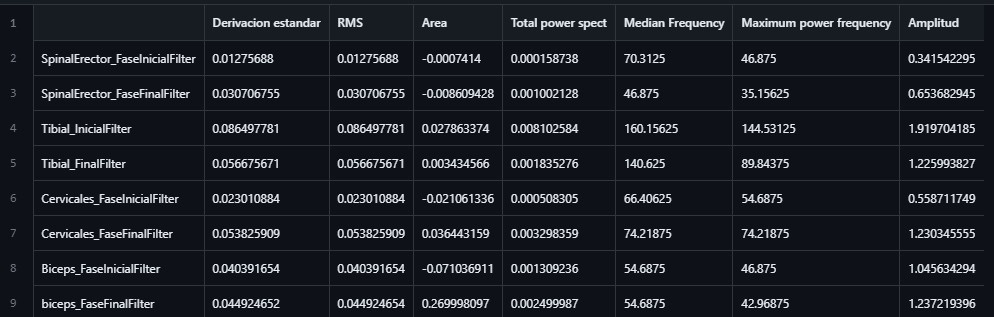 1 Derivacion estandar RMS Area Total power spect Median Frequency Maximum power frequency Amplitud
2 SpinalErector_FaseInicialFilter 0.01275688 0.01275688 -0.0007414 0.000158738 70.3125 46.875 0.341542295
3 SpinalErector_FaseFinalFilter 0.030706755 0.030706755 -0.008609428 0.001002128 46.875 35.15625 0.653682945
4 Tibial_InicialFilter 0.086497781 0.086497781 0.027863374 0.008102584 160.15625 144.53125 1.919704185
5 Tibial_FinalFilter 0.056675671 0.056675671 0.003434566 0.001835276 140.625 89.84375 1.225993827
6 Cervicales_FaseInicialFilter 0.023010884 0.023010884 -0.021061336 0.000508305 66.40625 54.6875 0.558711749
7 Cervicales_FaseFinalFilter 0.053825909 0.053825909 0.036443159 0.003298359 74.21875 74.21875 1.230345555
8 Biceps_FaseInicialFilter 0.040391654 0.040391654 -0.071036911 0.001309236 54.6875 46.875 1.045634294
9 biceps_FaseFinalFilter 0.044924652 0.044924654 0.269998097 0.002499987 54.6875 42.96875 1.237219396